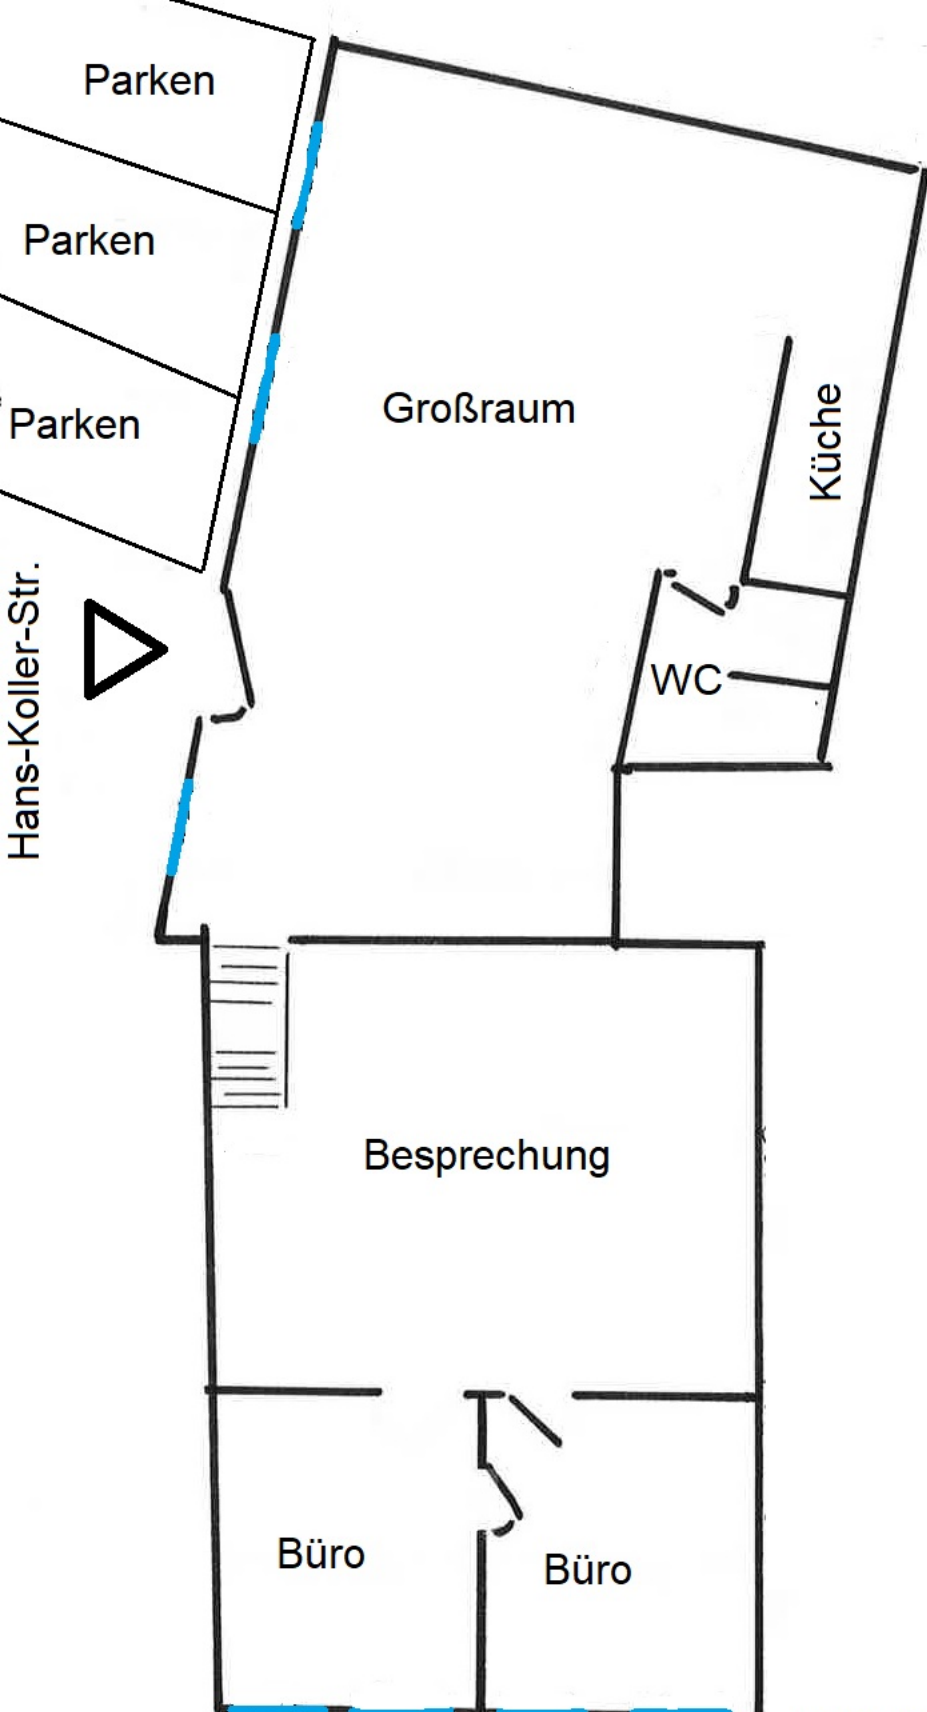 Parken
Parken
Parken
Großraum
Küche
Hans-Koller-Str.
WC
Besprechung
Büro
Büro